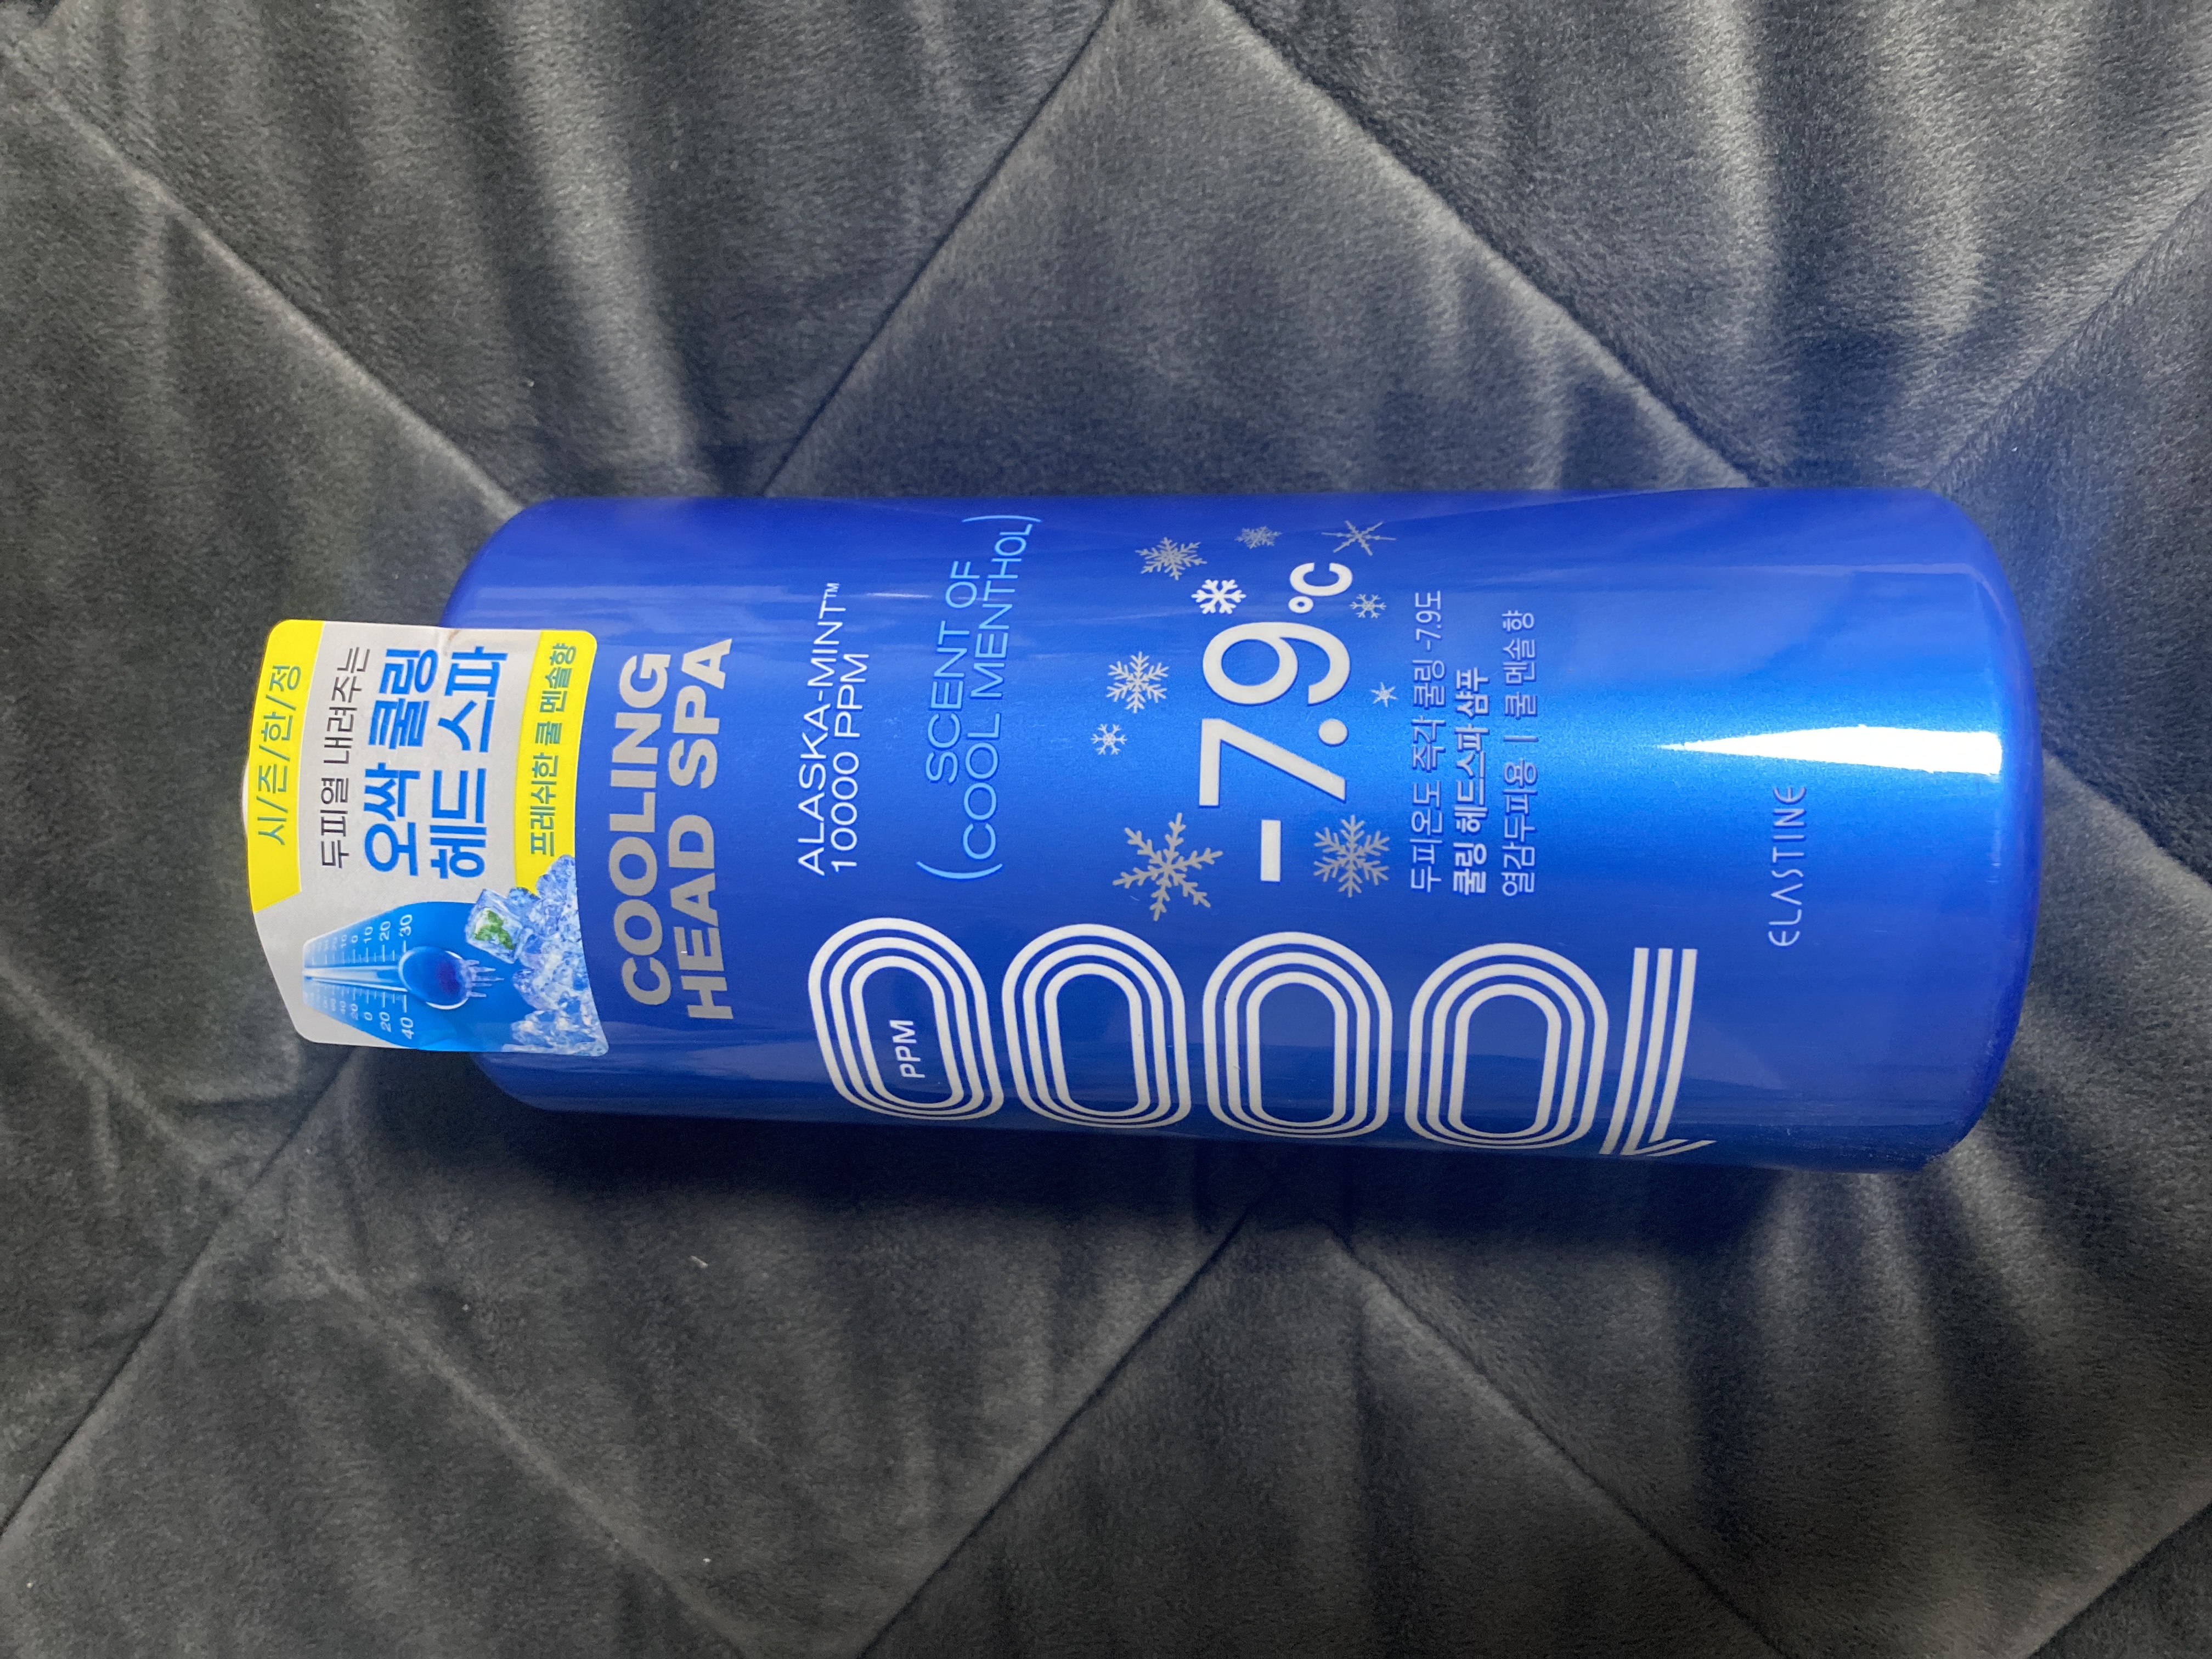 시/즌/한/정
두피열 내려주는
오싹 쿨링
헤드 스파
프레쉬한 쿨 멘솔향
COOLING
HEAD SPA
ALASKA-MINT™
10000 PPM
(SCENT OF
COOL MENTHOL)
10000
PPM
-7.9°C
두피온도 즉각 쿨링 -7.9도
쿨링 헤드스파 샴푸
열감두피용 | 쿨 멘솔향
ELASTINE